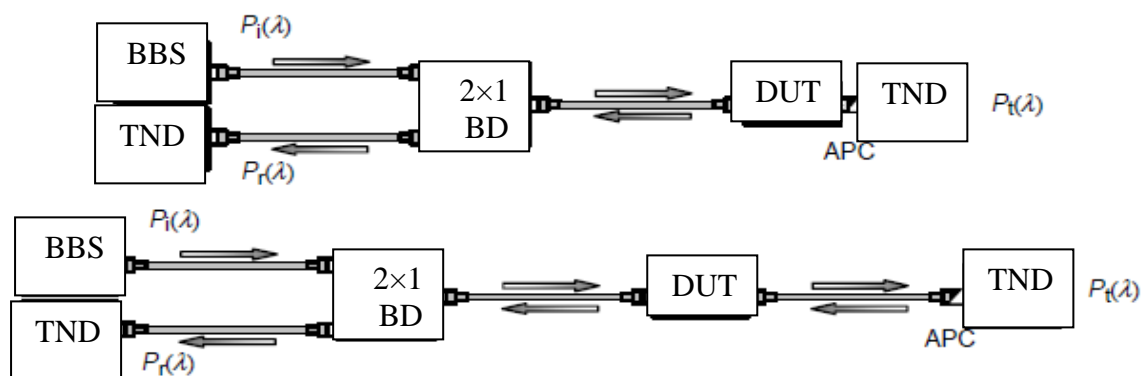 Pi(λ)
BBS
2×1
BD
DUT
TND
Pt(λ)
TND
APC
Pr(λ)
Pi(λ)
BBS
2×1
BD
DUT
TND
Pt(λ)
TND
APC
Pr(λ)